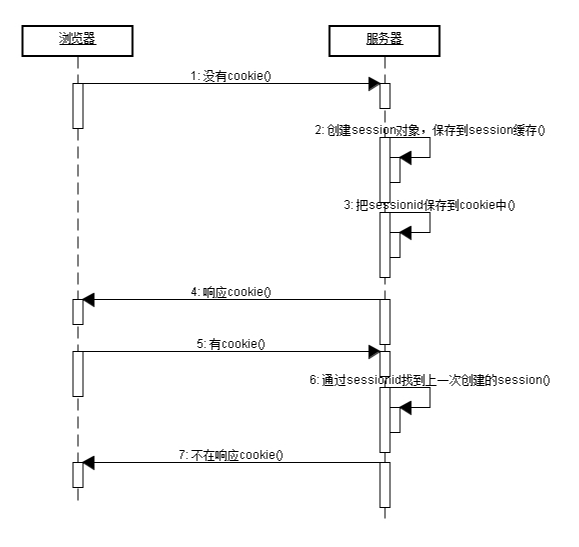 浏览器
服务器
1: 没有cookie()
2: 创建session对象，保存到session缓存()
3: 把sessionid保存到cookie中()
4: 响应cookie()
5: 有cookie()
6: 通过sessionid找到上一次创建的session()
7: 不在响应cookie()